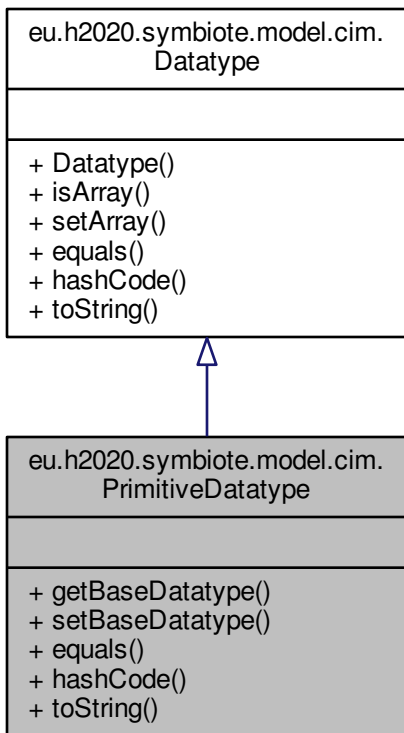 eu.h2020.symbiote.model.cim.
Datatype
+ Datatype()
+ isArray()
+ setArray()
+ equals()
+ hashCode()
+ toString()
eu.h2020.symbiote.model.cim.
PrimitiveDatatype
+ getBaseDatatype()
+ setBaseDatatype()
+ equals()
+ hashCode()
+ toString()